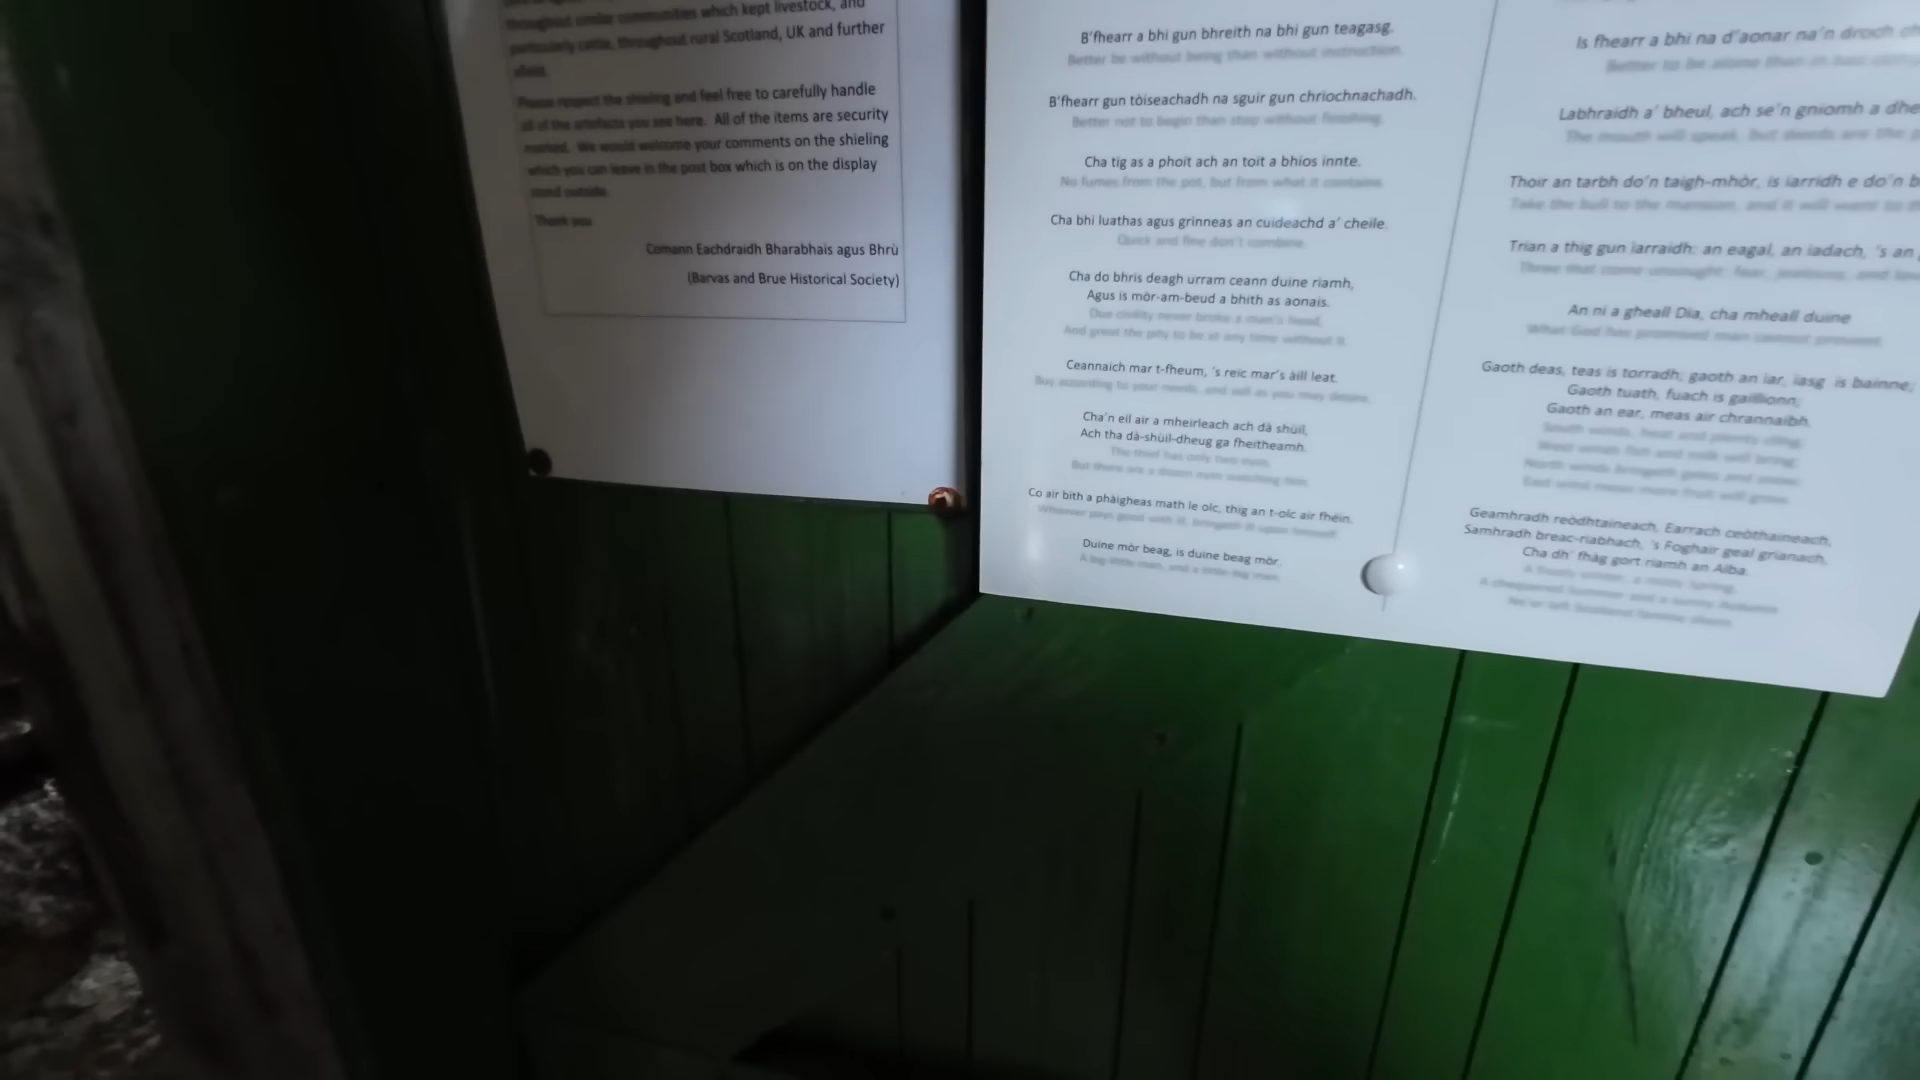 throughout similar communities which kept livestock, and
particularly cattle, throughout rural Scotland, UK and further
afield.
Please respect the shieling and feel free to carefully handle
all of the artefacts you see here. All of the items are security
marked. We would welcome your comments on the shieling
which you can leave in the post box which is on the display
stand outside.
Thank you
Comann Eachdraidh Bharabhais agus Bhrù
(Barvas and Brue Historical Society)
B'fhearr a bhi gun bhreith na bhi gun teagasg.
Better be without being than without instruction.
B'fhearr gun tòiseachadh na sguir gun chriochnachadh.
Better not to begin than stop without finishing.
Cha tig as a phoit ach an toit a bhios innte.
No fumes from the pot, but from what it contains.
Cha bhi luathas agus grinneas an cuideachd a' cheile.
Quick and fine don't combine.
Cha do bhris deagh urram ceann duine riamh,
Agus is mòr-am-beud a bhith as aonais.
Due civility never broke a man's head,
And great the pity to be at any time without it.
Ceannaich mar t-fheum, 's reic mar's àill leat.
Buy according to your needs, and sell as you may desire.
Cha'n eil air a mheirleach ach dà shùil,
Ach tha dà-shùil-dheug ga fheitheamh.
The thief has only two eyes,
But there are a dozen eyes watching him.
Co air bith a phàigheas math le olc, thig an t-olc air fhéin.
Whoever pays good with ill, bringeth ill upon himself.
Duine mòr beag, is duine beag mòr.
A big-little man, and a little-big man.
Is fhearr a bhi na d'aonar na'n droch
Better to be alone than in bad
Labhraidh a' bheul, ach se'n gniomh a
The mouth will speak, but deeds are the
Thoir an tarbh do'n taigh-mhòr, is iarridh e do'n
Take the bull to the mansion, and it will want to
Trian a thig gun iarraidh: an eagal, an iadach, 's an
Three that come unsought: fear, jealousy, and
An ni a gheall Dia, cha mheall duine
What God has promised man cannot prevent.
Gaoth deas, teas is torradh; gaoth an iar, iasg is bainne;
Gaoth tuath, fuach is gaillionn;
Gaoth an ear, meas air chrannaibh.
South winds, heat and plenty
West winds fish and milk will bring;
North winds bringeth
East wind means more fruit will grow.
Geamhradh reòdhtaineach, Earrach ceòthaineach,
Samhradh breac-riabhach, 's Foghair geal grianach,
Cha dh' fhàg gort riamh an Alba.
A frosty winter, a misty Spring,
A chequered Summer and a sunny Autumn
Ne'er left Scotland